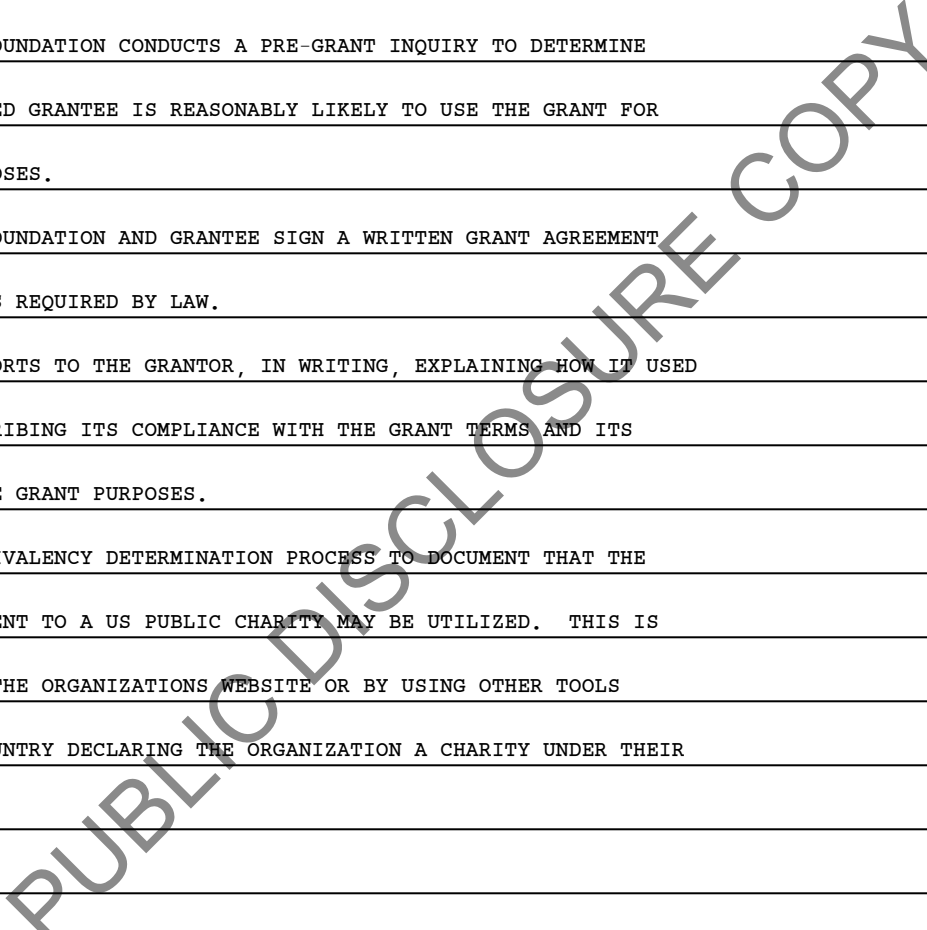 OUNDATION CONDUCTS A PRE-GRANT INQUIRY TO DETERMINE
ED GRANTEE IS REASONABLY LIKELY TO USE THE GRANT FOR
OSES.
OUNDATION AND GRANTEE SIGN A WRITTEN GRANT AGREEMENT
REQUIRED BY LAW.
ORTS TO THE GRANTOR, IN WRITING, EXPLAINING HOW IT USED
RIBING ITS COMPLIANCE WITH THE GRANT TERMS AND ITS
GRANT PURPOSES.
IVALENCY DETERMINATION PROCESS TO DOCUMENT THAT THE
ENT TO A US PUBLIC CHARITY MAY BE UTILIZED. THIS IS
THE ORGANIZATIONS WEBSITE OR BY USING OTHER TOOLS
UNTRY DECLARING THE ORGANIZATION A CHARITY UNDER THEIR
PUBLIC DISCLOSURE COPY